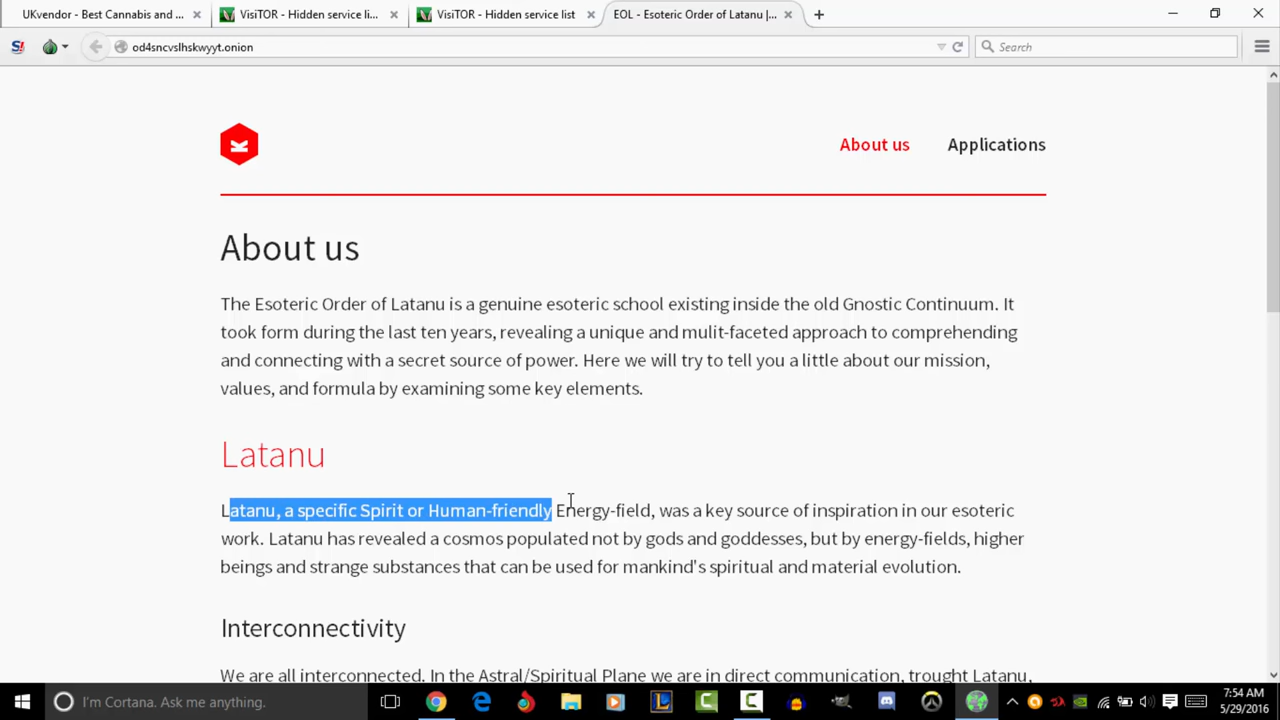 UKvendor - Best Cannabis and ...
VisiTOR - Hidden service li...
VisiTOR - Hidden service list
EOL - Esoteric Order of Latanu |...
od4sncvslhskwyyt.onion
Search
About us
Applications
About us
The Esoteric Order of Latanu is a genuine esoteric school existing inside the old Gnostic Continuum. It
took form during the last ten years, revealing a unique and mulit-faceted approach to comprehending
and connecting with a secret source of power. Here we will try to tell you a little about our mission,
values, and formula by examining some key elements.
Latanu
Latanu, a specific Spirit or Human-friendly Energy-field, was a key source of inspiration in our esoteric
work. Latanu has revealed a cosmos populated not by gods and goddesses, but by energy-fields, higher
beings and strange substances that can be used for mankind's spiritual and material evolution.
Interconnectivity
We are all interconnected. In the Astral/Spiritual Plane we are in direct communication, trought Latanu,
I'm Cortana. Ask me anything.
7:54 AM
5/29/2016